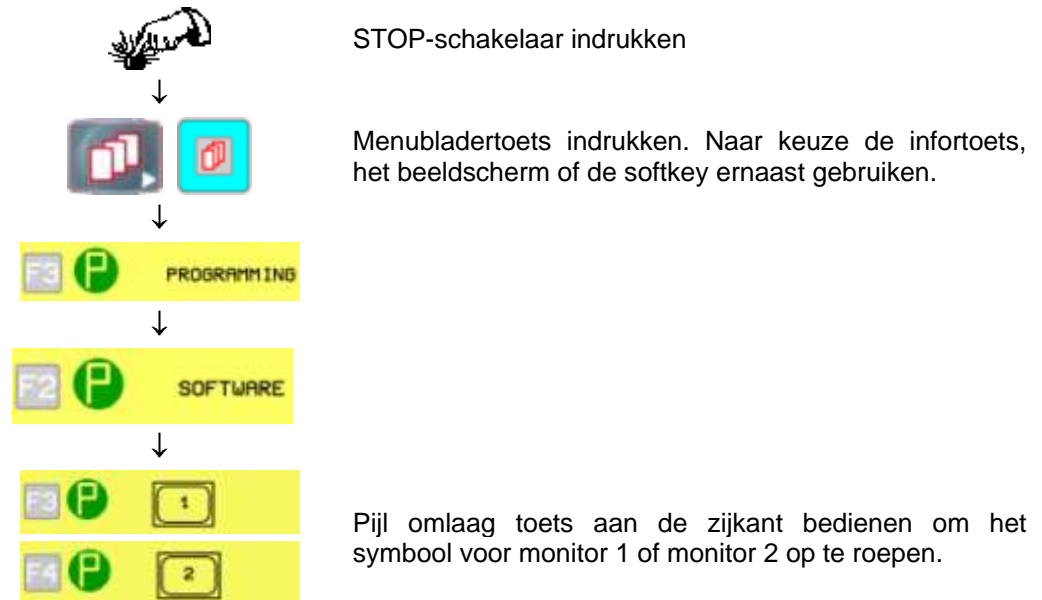 STOP-schakelaar indrukken
↓
Menubladertoets indrukken. Naar keuze de infortoets,
het beeldscherm of de softkey ernaast gebruiken.
↓
F3 P PROGRAMMING
↓
F2 P SOFTWARE
↓
F3 P 1
Pijl omlaag toets aan de zijkant bedienen om het
symbool voor monitor 1 of monitor 2 op te roepen.
F4 P 2